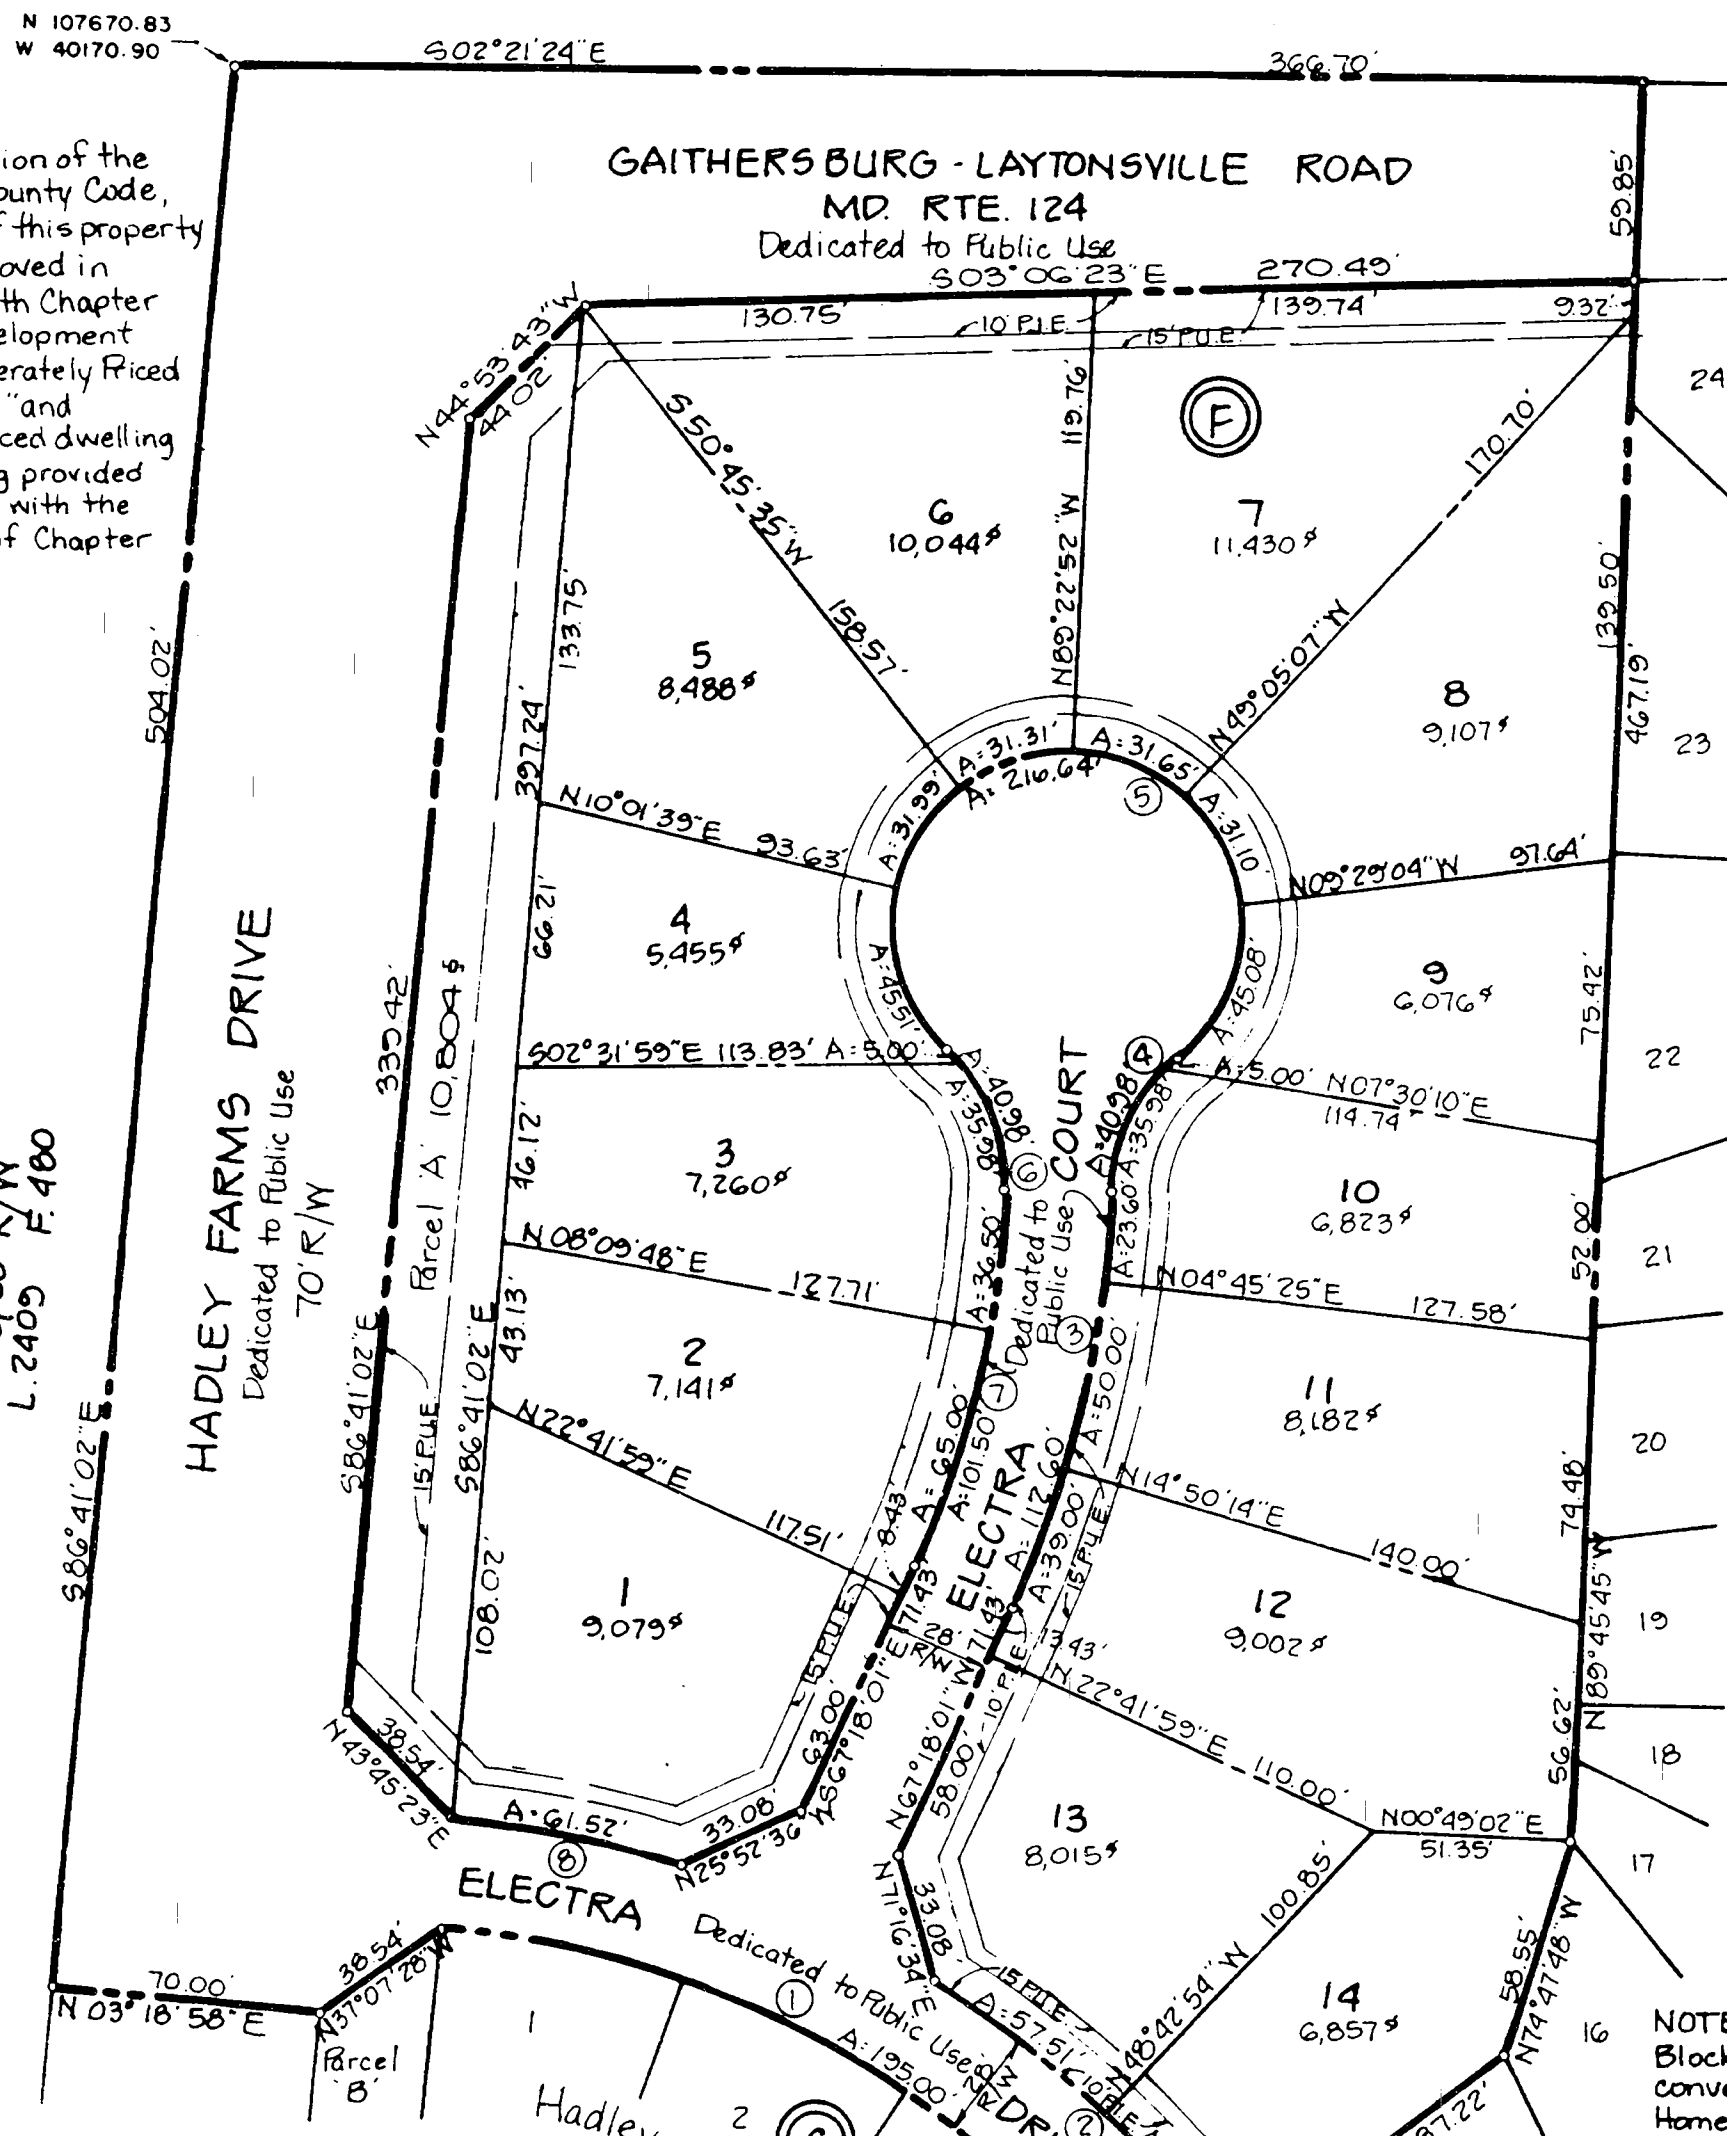 N 107670.83
W 40170.90
S02°21'24"E
366.70'
59.85'
ion of the
ounty Code,
f this property
oved in
th Chapter
elopment
erately Priced
" and
ced dwelling
g provided
with the
of Chapter
GAITHERSBURG - LAYTONSVILLE ROAD
MD. RTE. 124
Dedicated to Public Use
S03°06'23"E
270.49'
130.75'
10' P.I.E.
15' P.U.E.
139.74'
9.32'
N44°53'43"W
44.02'
S50°45'35"W
158.57'
119.76'
N89°22'52"W
F
170.70'
N49°05'07"W
24
139.50'
467.19'
23
5
8,488
6
10,044
7
11,430
8
9,107
504.02'
133.75'
397.24'
A=31.99'
A=31.31'
A=216.64'
A=31.65'
5
A=31.10
N10°01'39"E
93.63'
N09°29'04"W
97.64'
66.21'
4
5,455
A=45.51'
A=45.08'
9
6,076
75.42'
22
HADLEY FARMS DRIVE
Dedicated to Public Use
70' R/W
339.42'
Parcel 'A' 10,804
S02°31'59"E 113.83' A=5.00'
A=40.98'
A=35.98'
4
A=40.98'
A=35.98'
A=5.00' N07°30'10"E
114.74'
R/W
L.2409 F.480
46.12'
3
7,260
6
COURT
Dedicated to
Public Use
A=23.60'
10
6,823
52.00'
21
N08°09'48"E
127.71'
A=36.50'
N04°45'25"E
127.58'
43.13'
S86°41'02"E
2
7,141
7
3
A=50.00'
11
8,182
20
S86°41'02"E
15' P.U.E.
S86°41'02"E
N22°41'59"E
117.51'
8.43'
A=65.00'
A=101.50'
ELECTRA
A=112.60'
A=39.00'
15' P.U.E.
N14°50'14"E
140.00'
74.48'
N89°45'45"W
108.02'
1
9,079
15' P.U.E.
71.43'
28'
R/W
71.43'
13.43'
10' P.I.E.
12
9,002
19
N22°41'59"E
110.00'
56.62'
18
63.00'
S67°18'01"E
N67°18'01"W
58.00'
38.54'
N43°45'23"E
A=61.52'
8
33.08'
N25°52'36"W
13
8,015
N00°49'02"E
51.35'
17
N71°16'34"E
33.08
100.85'
N48°42'54"W
58.55'
N74°47'48"W
ELECTRA
Dedicated to Public Use
1
A=195.00'
A=57.51'
15' P.U.E.
10' P.I.E.
R/W
DR
2
14
6,857
16
38.54'
N37°07'28"W
70.00'
N 03°18'58"E
Parcel
'B'
1
Hadley
2
87.22'
NOTE
Block
conve
Home